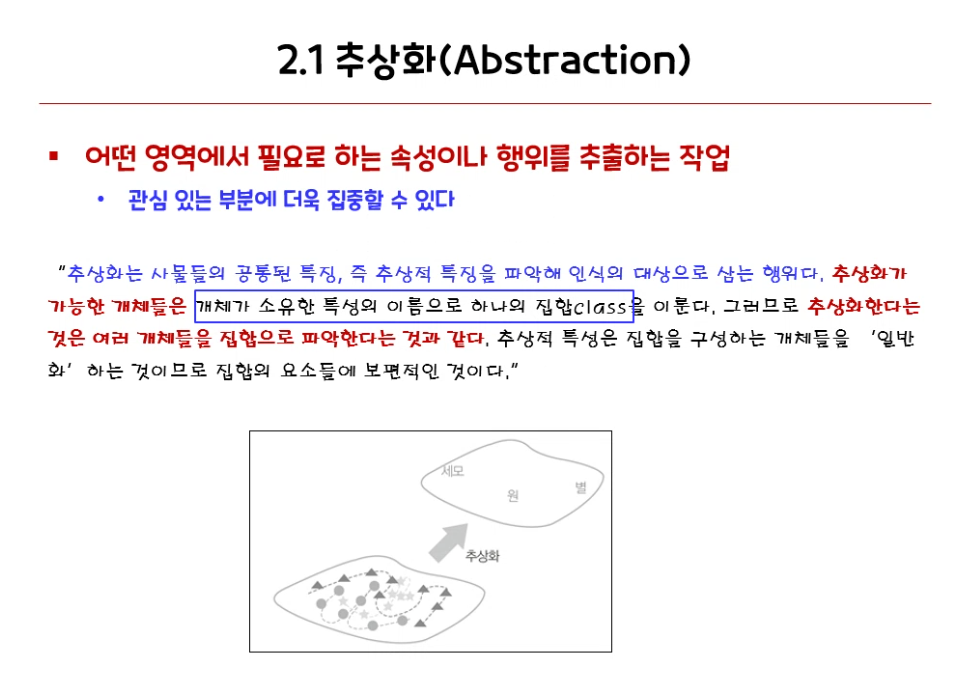 2.1 추상화(Abstraction)
▪ 어떤 영역에서 필요로 하는 속성이나 행위를 추출하는 작업
• 관심 있는 부분에 더욱 집중할 수 있다
“추상화는 사물들의 공통된 특징, 즉 추상적 특징을 파악해 인식의 대상으로 삼는 행위다. 추상화가
가능한 개체들은 개체가 소유한 특성의 이름으로 하나의 집합class을 이룬다. 그러므로 추상화한다는
것은 여러 개체들을 집합으로 파악한다는 것과 같다. 추상적 특성은 집합을 구성하는 개체들을 ‘일반
화’ 하는 것이므로 집합의 요소들에 보편적인 것이다.”
세모
원
별
추상화